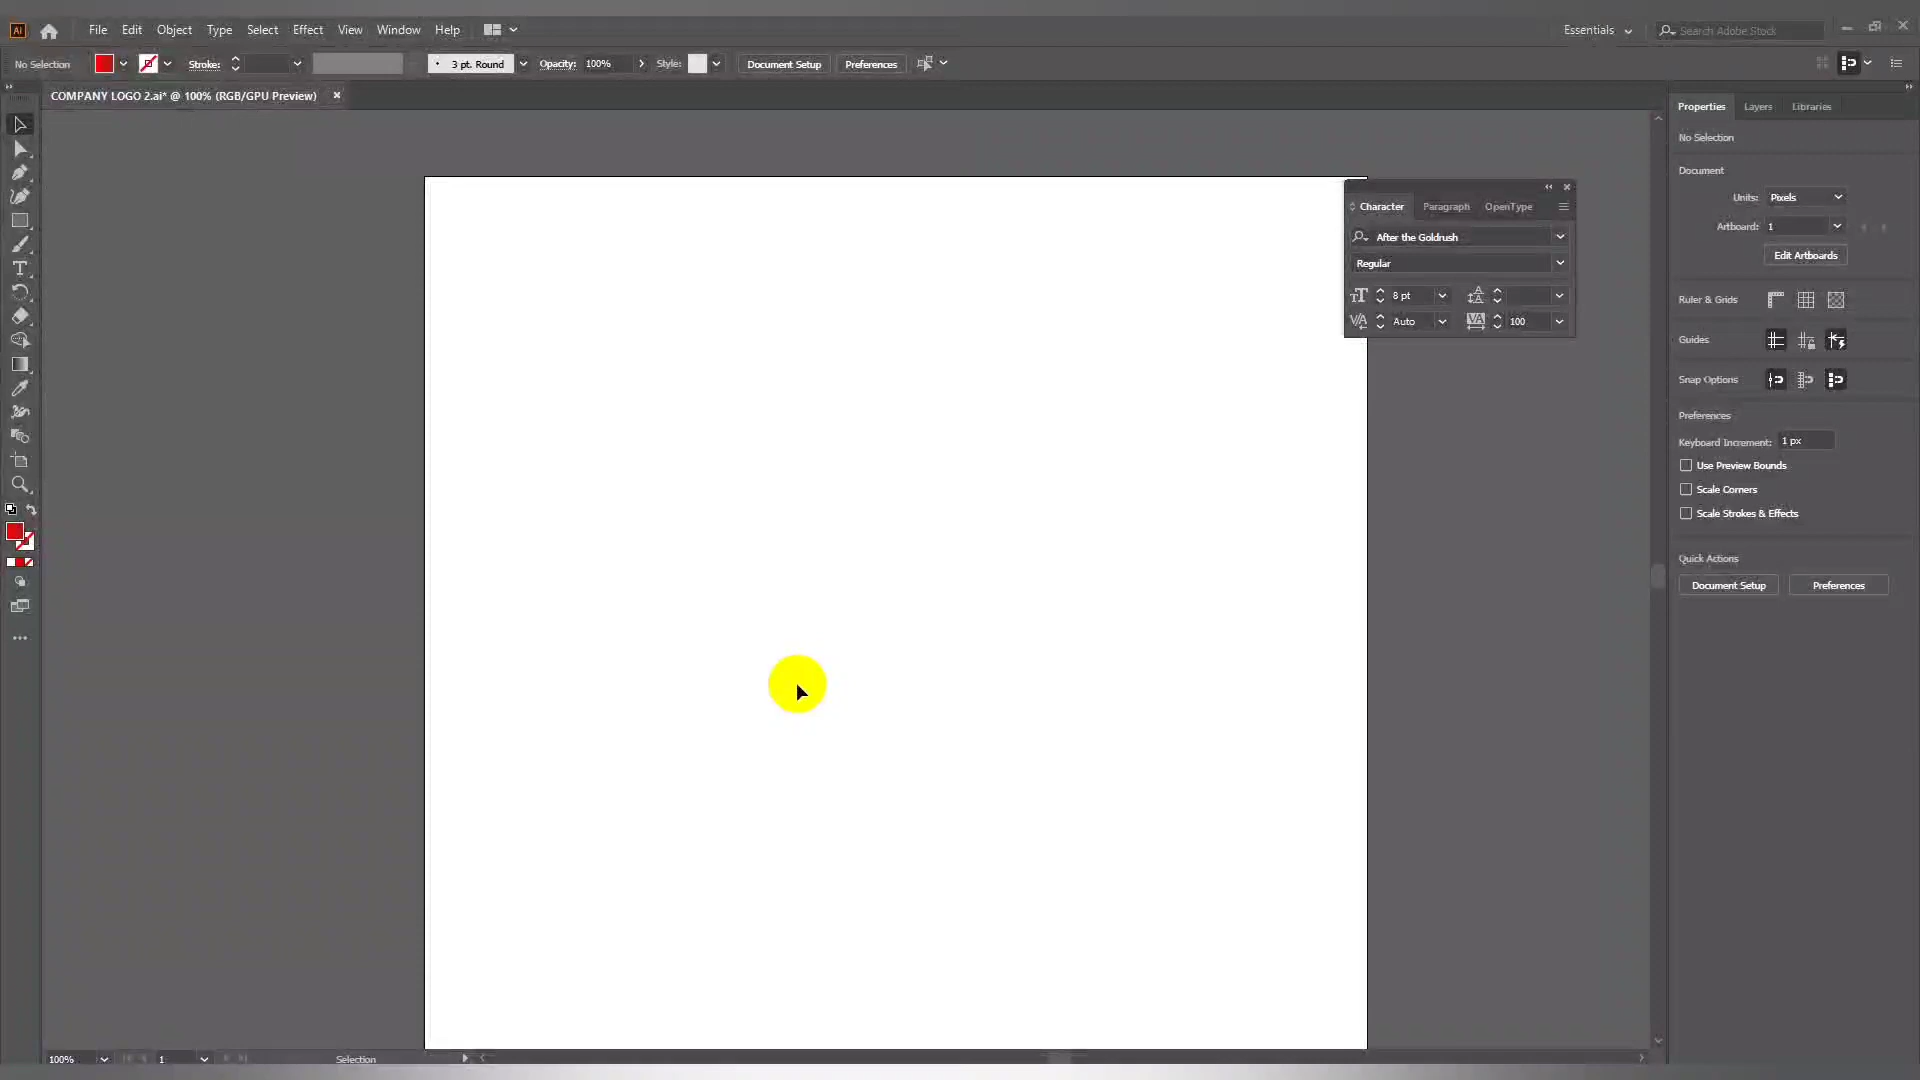 Ai File Edit Object Type Select Effect View Window Help Essentials Search Adobe Stock
No Selection Stroke: 3 pt. Round Opacity: 100% Style: Document Setup Preferences
COMPANY LOGO 2.ai* @ 100% (RGB/GPU Preview)
Properties Layers Libraries
No Selection
Document
Units: Pixels
Artboard: 1
Edit Artboards
Ruler & Grids
Guides
Snap Options
Preferences
Keyboard Increment: 1 px
Use Preview Bounds
Scale Corners
Scale Strokes & Effects
Quick Actions
Document Setup Preferences
Character Paragraph OpenType
After the Goldrush
Regular
8 pt
Auto 100
100% 1 Selection